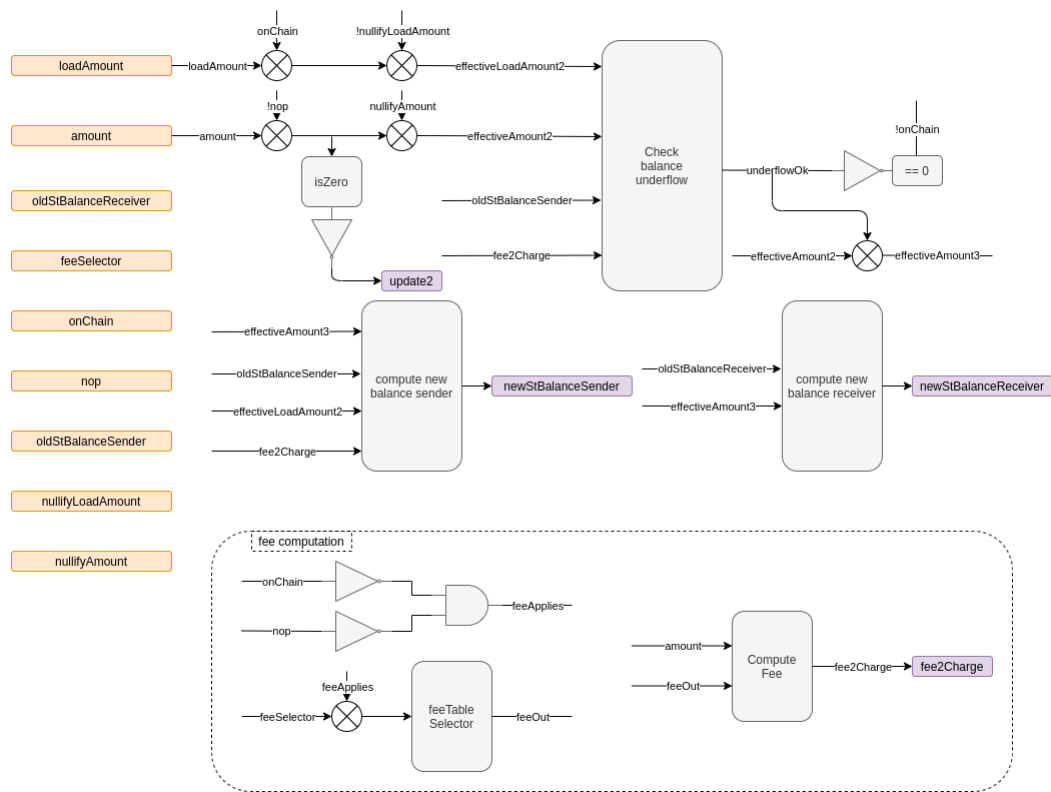 onChain
!nullifyLoadAmount
loadAmount
loadAmount
effectiveLoadAmount2
!nop
nullifyAmount
!onChain
amount
amount
effectiveAmount2
Check
balance
underflow
underflowOk
== 0
isZero
oldStBalanceReceiver
oldStBalanceSender
feeSelector
fee2Charge
effectiveAmount2
effectiveAmount3
update2
onChain
effectiveAmount3
nop
oldStBalanceSender
compute new
balance sender
newStBalanceSender
oldStBalanceReceiver
compute new
balance receiver
newStBalanceReceiver
effectiveLoadAmount2
effectiveAmount3
oldStBalanceSender
fee2Charge
nullifyLoadAmount
nullifyAmount
fee computation
onChain
feeApplies
nop
amount
Compute
Fee
fee2Charge
fee2Charge
feeOut
feeApplies
feeSelector
feeTable
Selector
feeOut